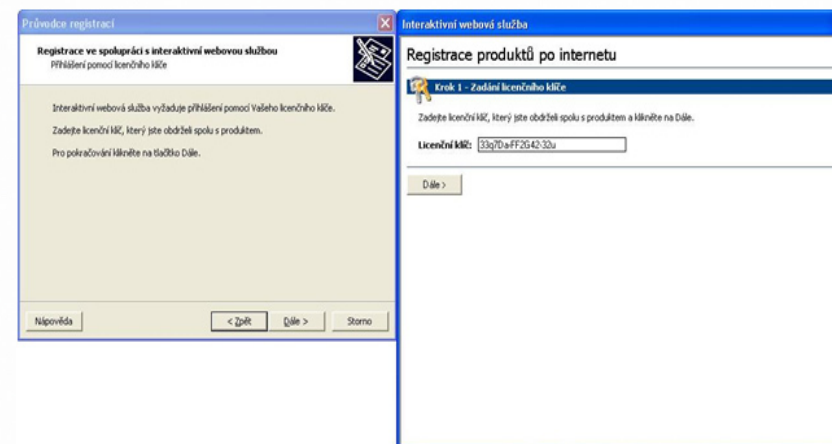 Průvodce registrací
Registrace ve spolupráci s interaktivní webovou službou
Přihlášení pomocí licenčního klíče
Interaktivní webová služba vyžaduje přihlášení pomocí Vašeho licenčního klíče.
Zadejte licenční klíč, který jste obdrželi spolu s produktem.
Pro pokračování klikněte na tlačítko Dále.
Nápověda
< Zpět
Dále >
Storno
Interaktivní webová služba
Registrace produktů po internetu
Krok 1 - Zadání licenčního klíče
Zadejte licenční klíč, který jste obdrželi spolu s produktem a klikněte na Dále.
Licenční klíč: 33q7Da-FF2G42-32u
Dále >